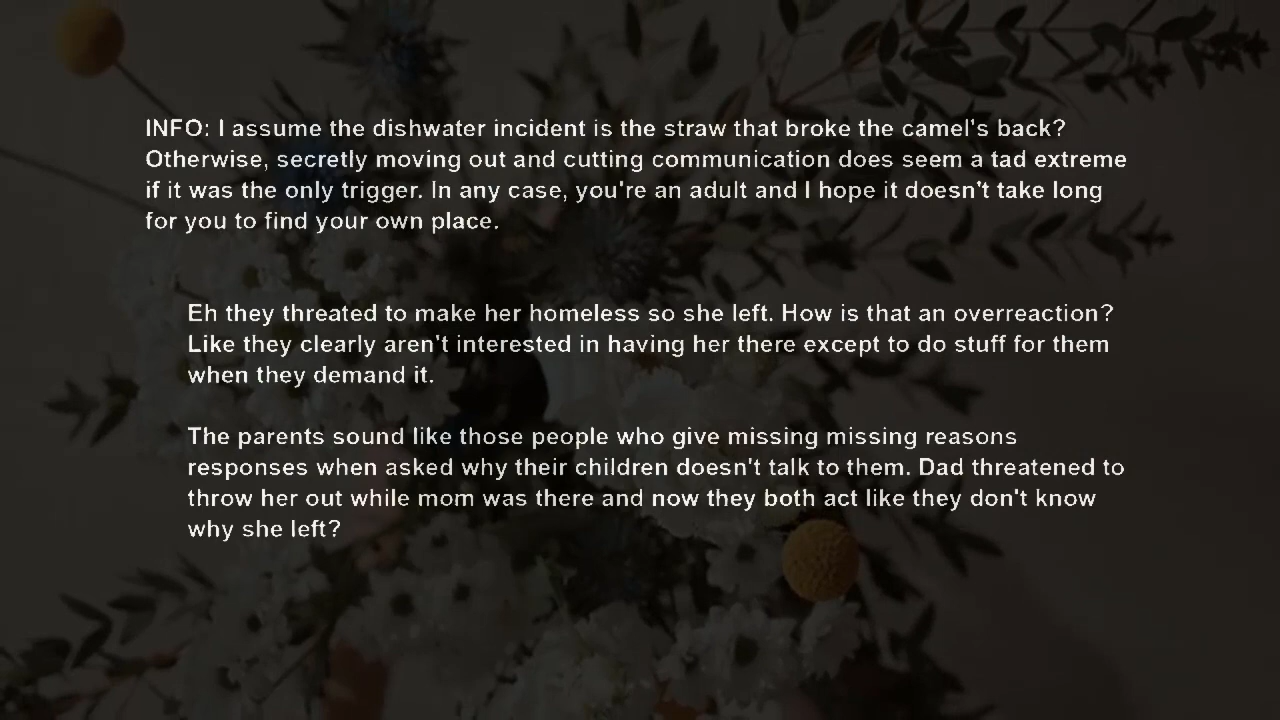 INFO: I assume the dishwater incident is the straw that broke the camel's back?
Otherwise, secretly moving out and cutting communication does seem a tad extreme
if it was the only trigger. In any case, you're an adult and I hope it doesn't take long
for you to find your own place.
Eh they threated to make her homeless so she left. How is that an overreaction?
Like they clearly aren't interested in having her there except to do stuff for them
when they demand it.
The parents sound like those people who give missing missing reasons
responses when asked why their children doesn't talk to them. Dad threatened to
throw her out while mom was there and now they both act like they don't know
why she left?